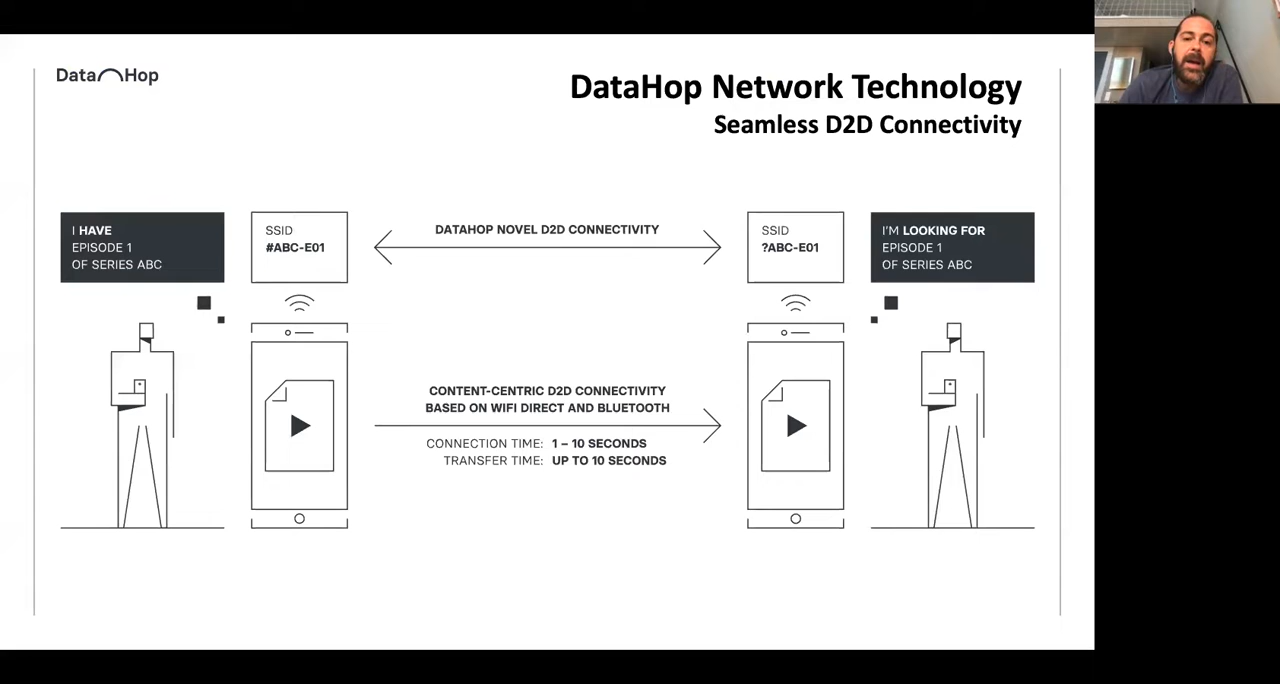 Data Hop
DataHop Network Technology
Seamless D2D Connectivity
I HAVE
EPISODE 1
OF SERIES ABC
SSID
#ABC-E01
DATAHOP NOVEL D2D CONNECTIVITY
SSID
?ABC-E01
I'M LOOKING FOR
EPISODE 1
OF SERIES ABC
CONTENT-CENTRIC D2D CONNECTIVITY
BASED ON WIFI DIRECT AND BLUETOOTH
CONNECTION TIME: 1 – 10 SECONDS
TRANSFER TIME: UP TO 10 SECONDS